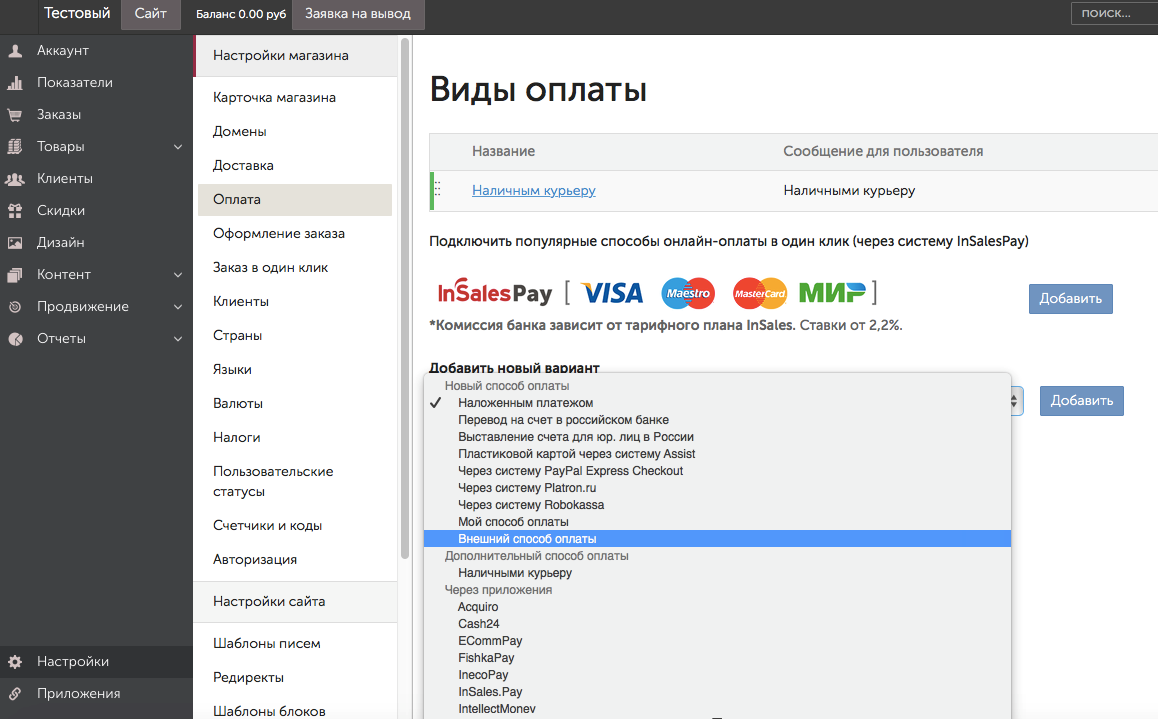 Тестовый
Сайт
Баланс 0.00 руб
Заявка на вывод
ПОИСК...
Аккаунт
Показатели
Заказы
Товары
Клиенты
Скидки
Дизайн
Контент
Продвижение
Отчеты
Настройки
Приложения
Настройки магазина
Карточка магазина
Домены
Доставка
Оплата
Оформление заказа
Заказ в один клик
Клиенты
Страны
Языки
Валюты
Налоги
Пользовательские
статусы
Счетчики и коды
Авторизация
Настройки сайта
Шаблоны писем
Редиректы
Шаблоны блоков
Виды оплаты
Название
Сообщение для пользователя
Наличным курьеру
Наличными курьеру
Подключить популярные способы онлайн-оплаты в один клик (через систему InSalesPay)
InSalesPay [ VISA Maestro MasterCard МИР ]
Добавить
*Комиссия банка зависит от тарифного плана InSales. Ставки от 2,2%.
Добавить новый вариант
Новый способ оплаты
✓ Наложенным платежом
Добавить
Перевод на счет в российском банке
Выставление счета для юр. лиц в России
Пластиковой картой через систему Assist
Через систему PayPal Express Checkout
Через систему Platron.ru
Через систему Robokassa
Мой способ оплаты
Внешний способ оплаты
Дополнительный способ оплаты
Наличными курьеру
Через приложения
Acquiro
Cash24
ECommPay
FishkaPay
InecoPay
InSales.Pay
IntellectMoney